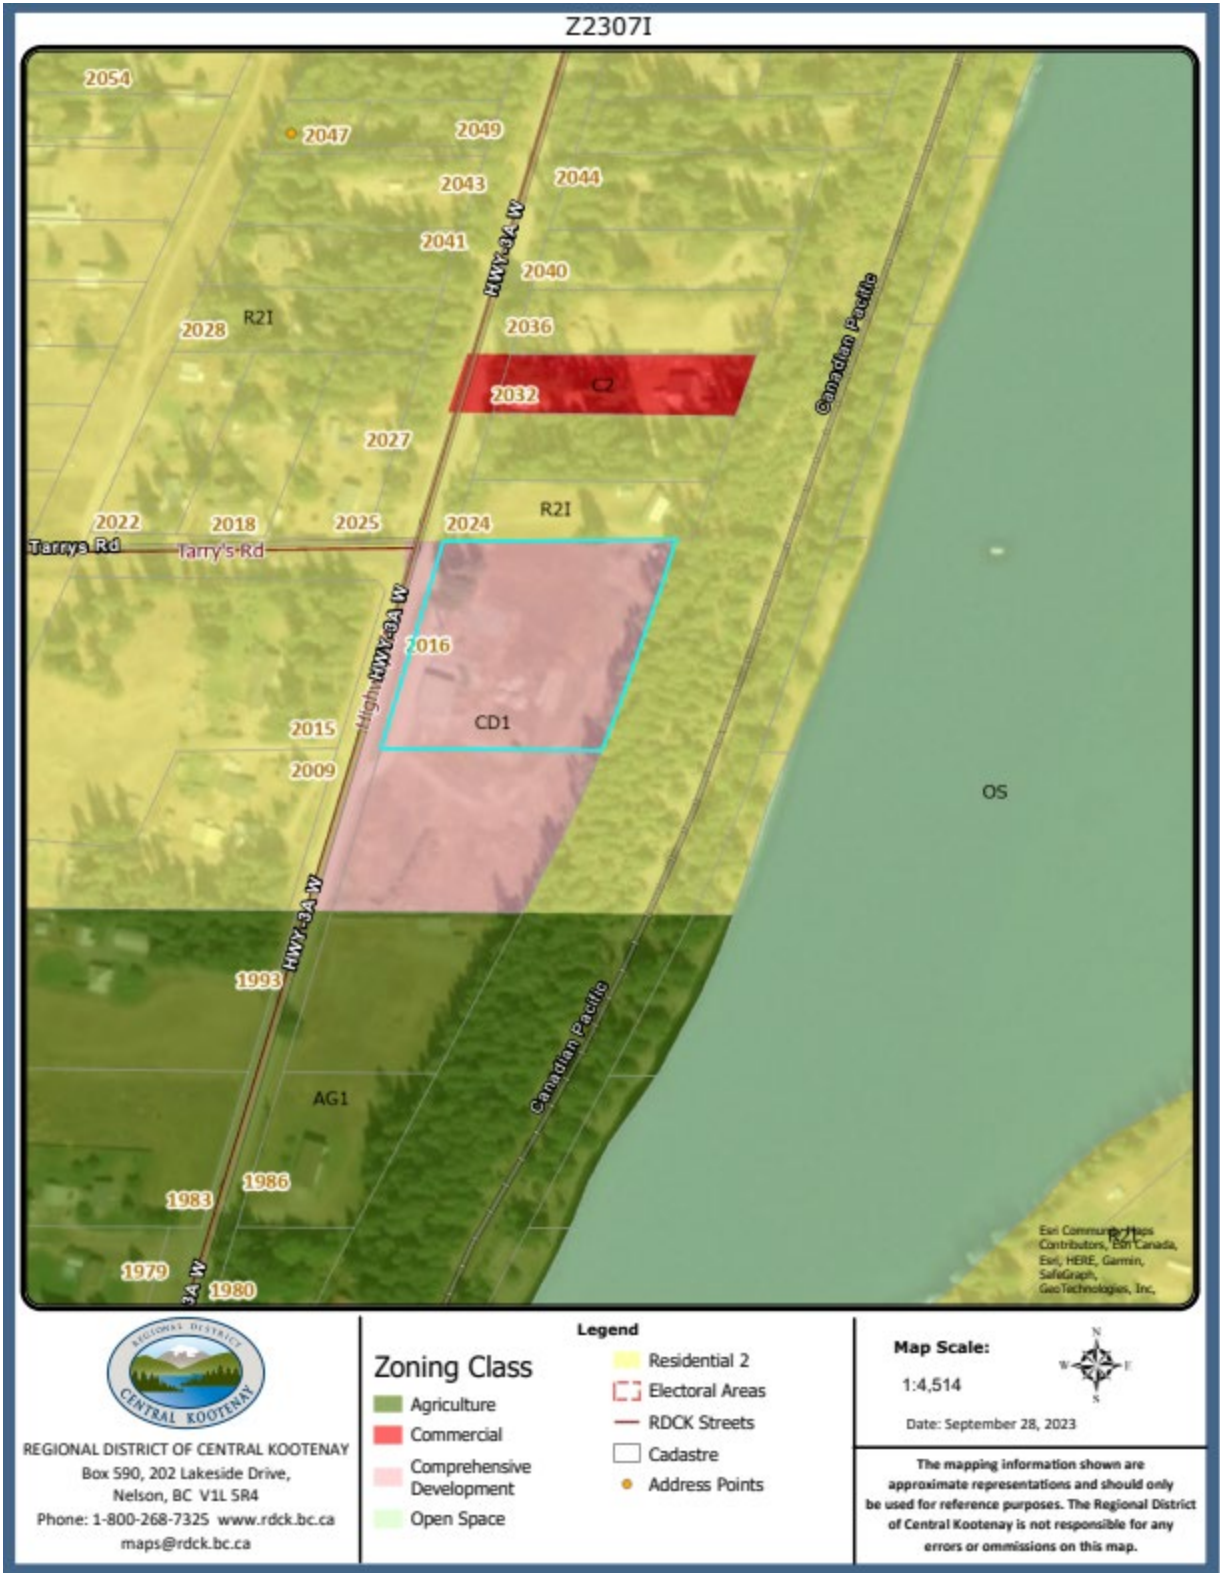 Z2307I
2054
2047
2049
2043
2044
2041
HWY-3A W
2040
2028
R2I
2036
Canadian Pacific
2032
C2
2027
R2I
2022
2018
2025
2024
Tarrys Rd
Tarry's Rd
HWY-3A W
2016
High
CD1
2015
2009
OS
HWY-3A W
1993
Canadian Pacific
AG1
1986
1983
1979
1980
3A W
Esri Community Maps
Contributors, Esri Canada,
Esri, HERE, Garmin,
SafeGraph,
GeoTechnologies, Inc,
REGIONAL DISTRICT
CENTRAL KOOTENAY
REGIONAL DISTRICT OF CENTRAL KOOTENAY
Box 590, 202 Lakeside Drive,
Nelson, BC V1L 5R4
Phone: 1-800-268-7325 www.rdck.bc.ca
maps@rdck.bc.ca
Legend
Zoning Class
Agriculture
Commercial
Comprehensive
Development
Open Space
Residential 2
Electoral Areas
RDCK Streets
Cadastre
Address Points
Map Scale:
1:4,514
N
W
E
S
Date: September 28, 2023
The mapping information shown are
approximate representations and should only
be used for reference purposes. The Regional District
of Central Kootenay is not responsible for any
errors or ommissions on this map.